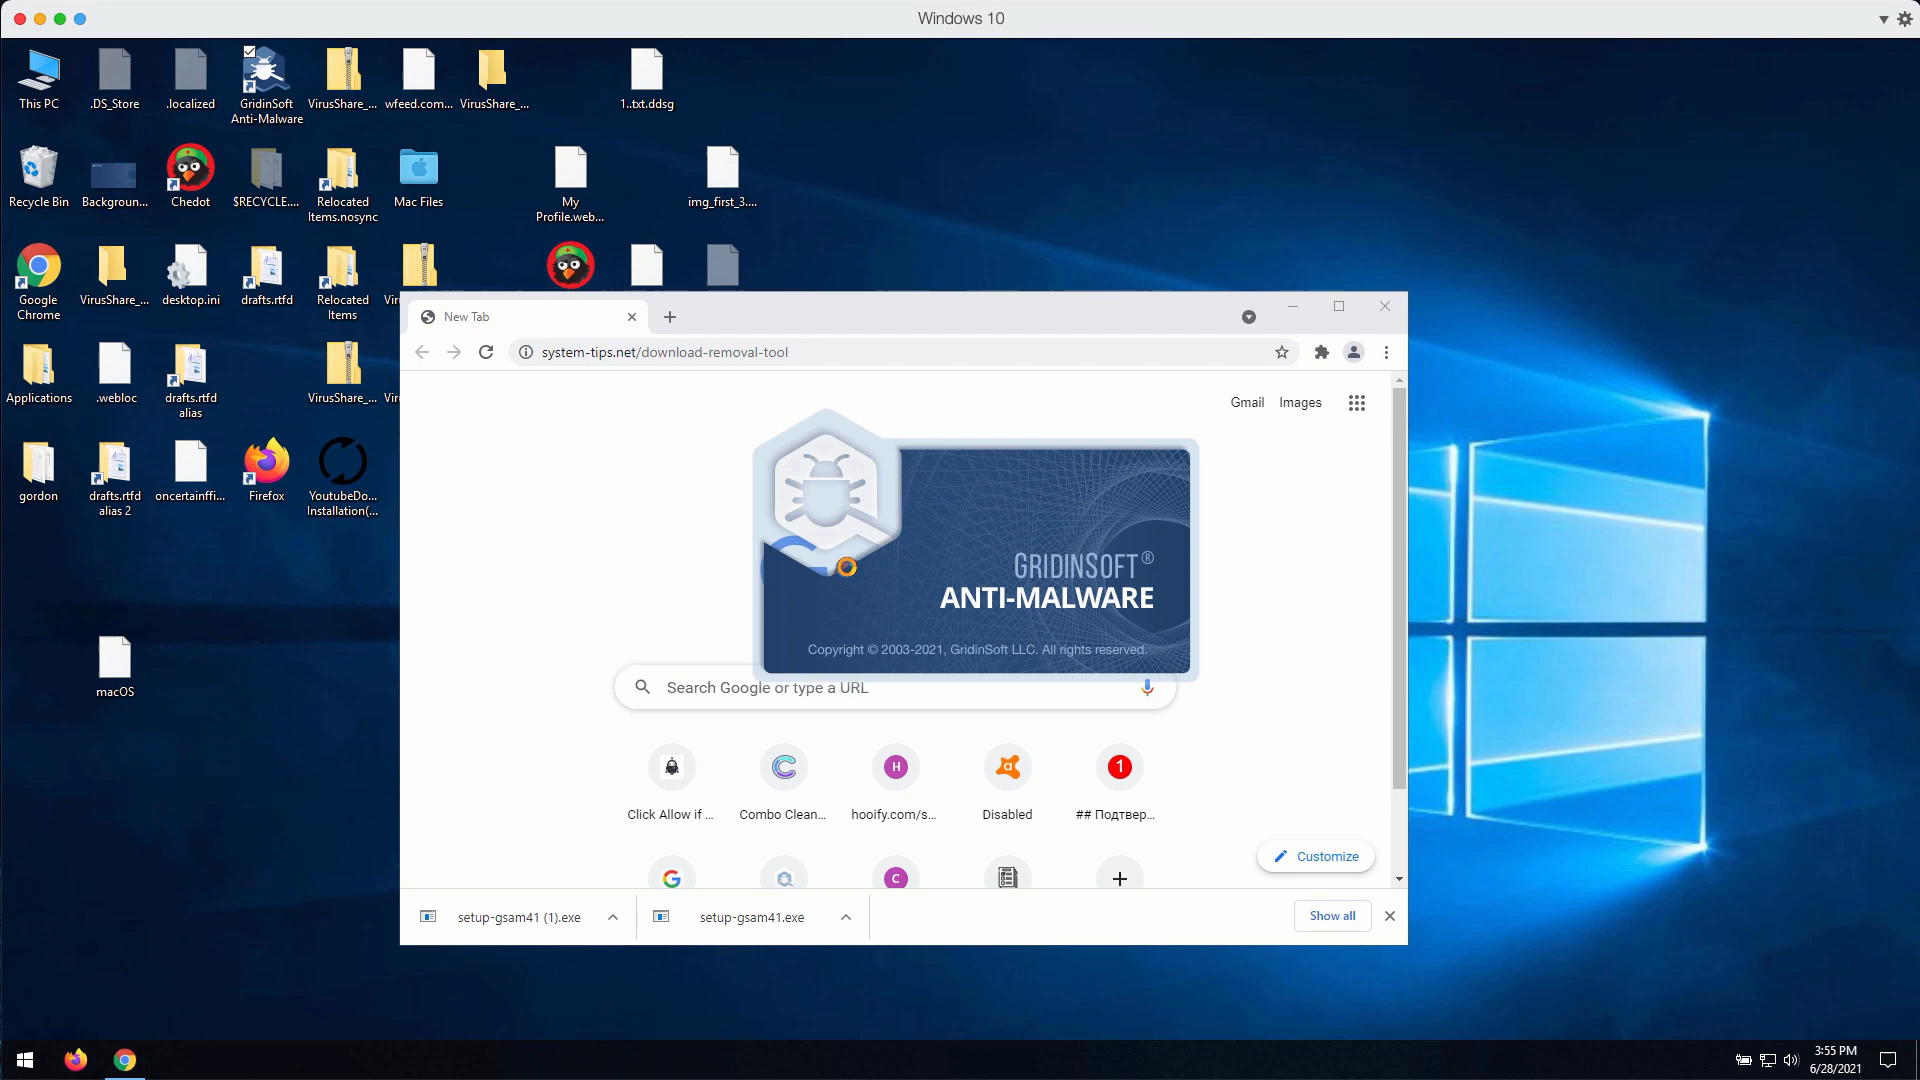 Windows 10
This PC
.DS_Store
.localized
GridinSoft
Anti-Malware
VirusShare_...
wfeed.com...
VirusShare_...
1..txt.ddsg
Recycle Bin
Backgroun...
Chedot
$RECYCLE....
Relocated
Items.nosync
Mac Files
My
Profile.web...
img_first_3....
Google
Chrome
VirusShare_...
desktop.ini
drafts.rtfd
Relocated
Items
Applications
.webloc
drafts.rtfd
alias
VirusShare_...
gordon
drafts.rtfd
alias 2
oncertainffi...
Firefox
YoutubeDo...
Installation(...
macOS
New Tab
system-tips.net/download-removal-tool
Gmail
Images
GRIDINSOFT®
ANTI-MALWARE
Copyright © 2003-2021, GridinSoft LLC. All rights reserved.
Search Google or type a URL
H
1
Click Allow if ...
Combo Clean...
hooify.com/s...
Disabled
## Подтвер...
C
Customize
setup-gsam41 (1).exe
setup-gsam41.exe
Show all
3:55 PM
6/28/2021